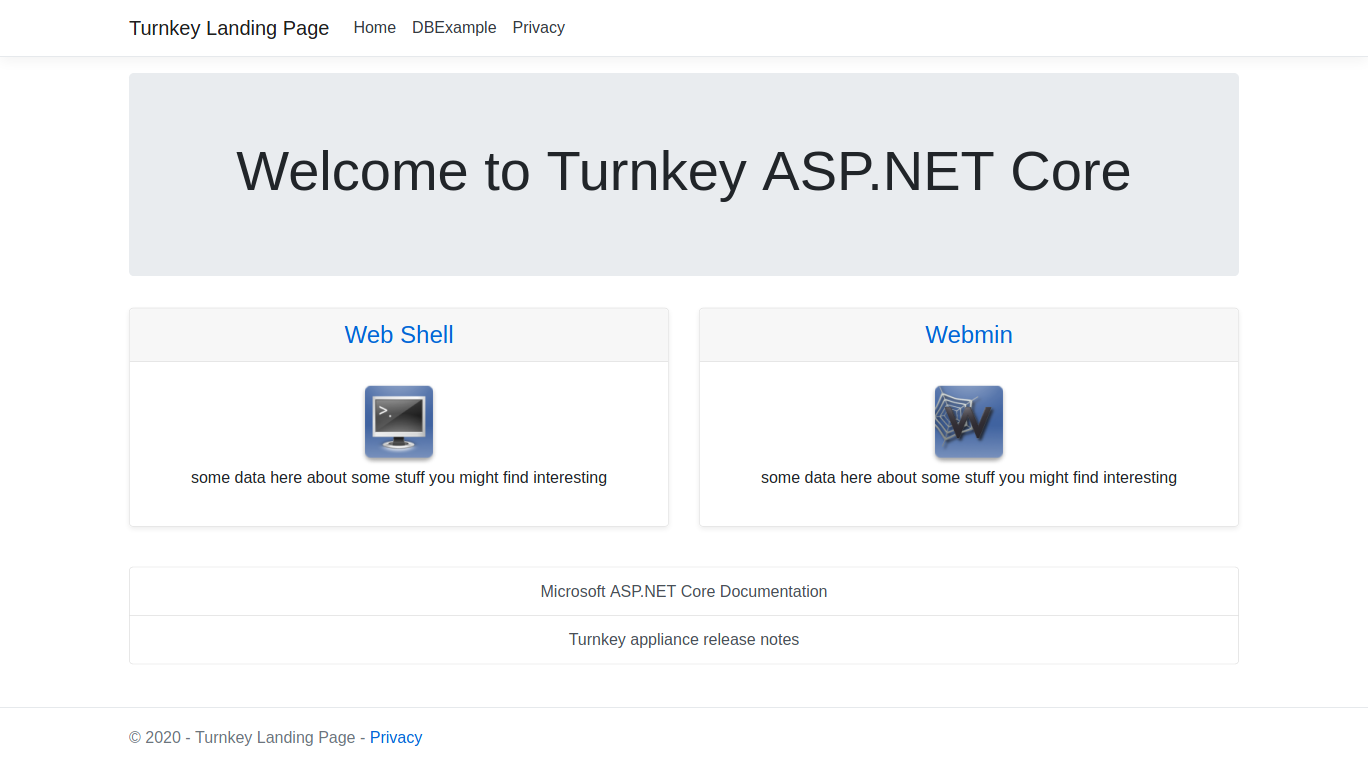 Turnkey Landing Page Home DBExample Privacy
Welcome to Turnkey ASP.NET Core
Web Shell
>.
some data here about some stuff you might find interesting
Webmin
W
some data here about some stuff you might find interesting
Microsoft ASP.NET Core Documentation
Turnkey appliance release notes
© 2020 - Turnkey Landing Page - Privacy